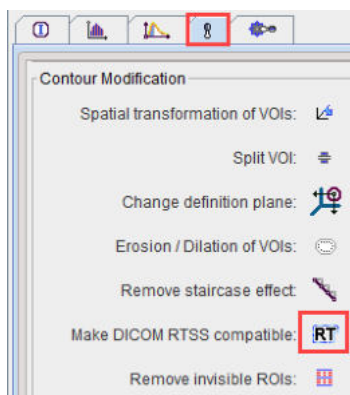 Contour Modification
Spatial transformation of VOIs:
Split VOI:
Change definition plane:
Erosion / Dilation of VOIs:
Remove staircase effect:
Make DICOM RTSS compatible: RT
Remove invisible ROIs: